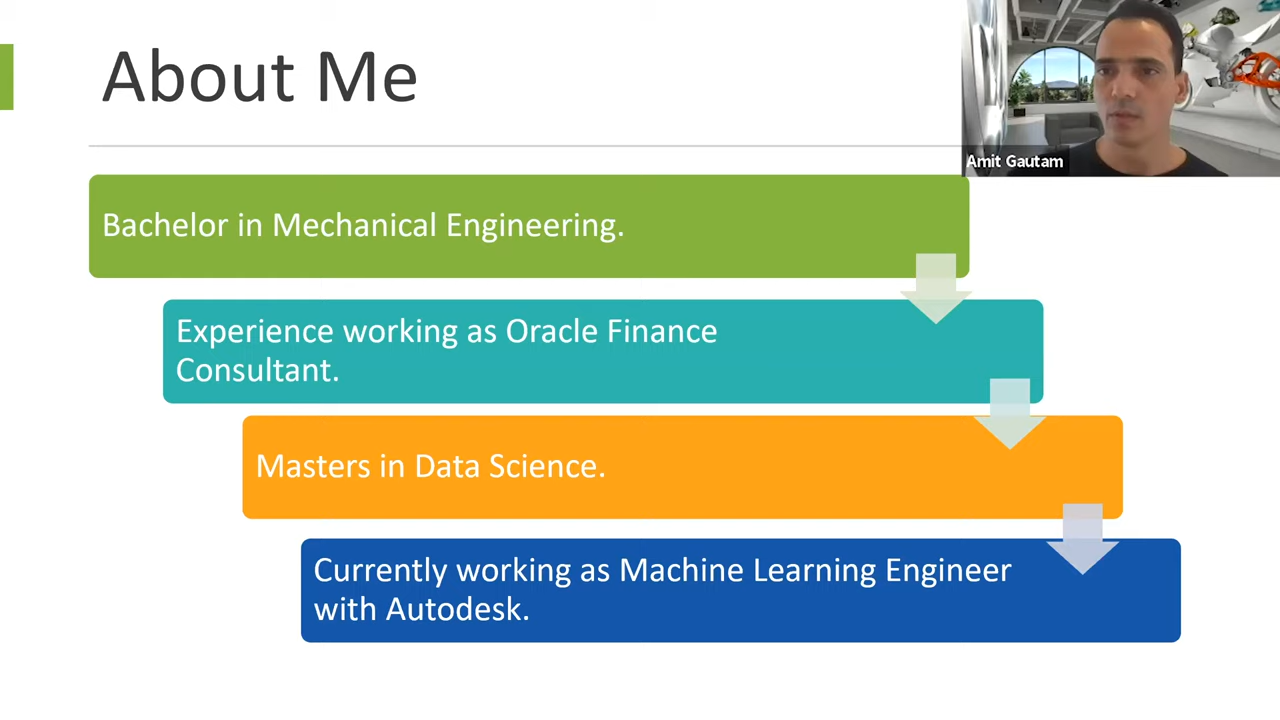 About Me
Amit Gautam
Bachelor in Mechanical Engineering.
Experience working as Oracle Finance
Consultant.
Masters in Data Science.
Currently working as Machine Learning Engineer
with Autodesk.